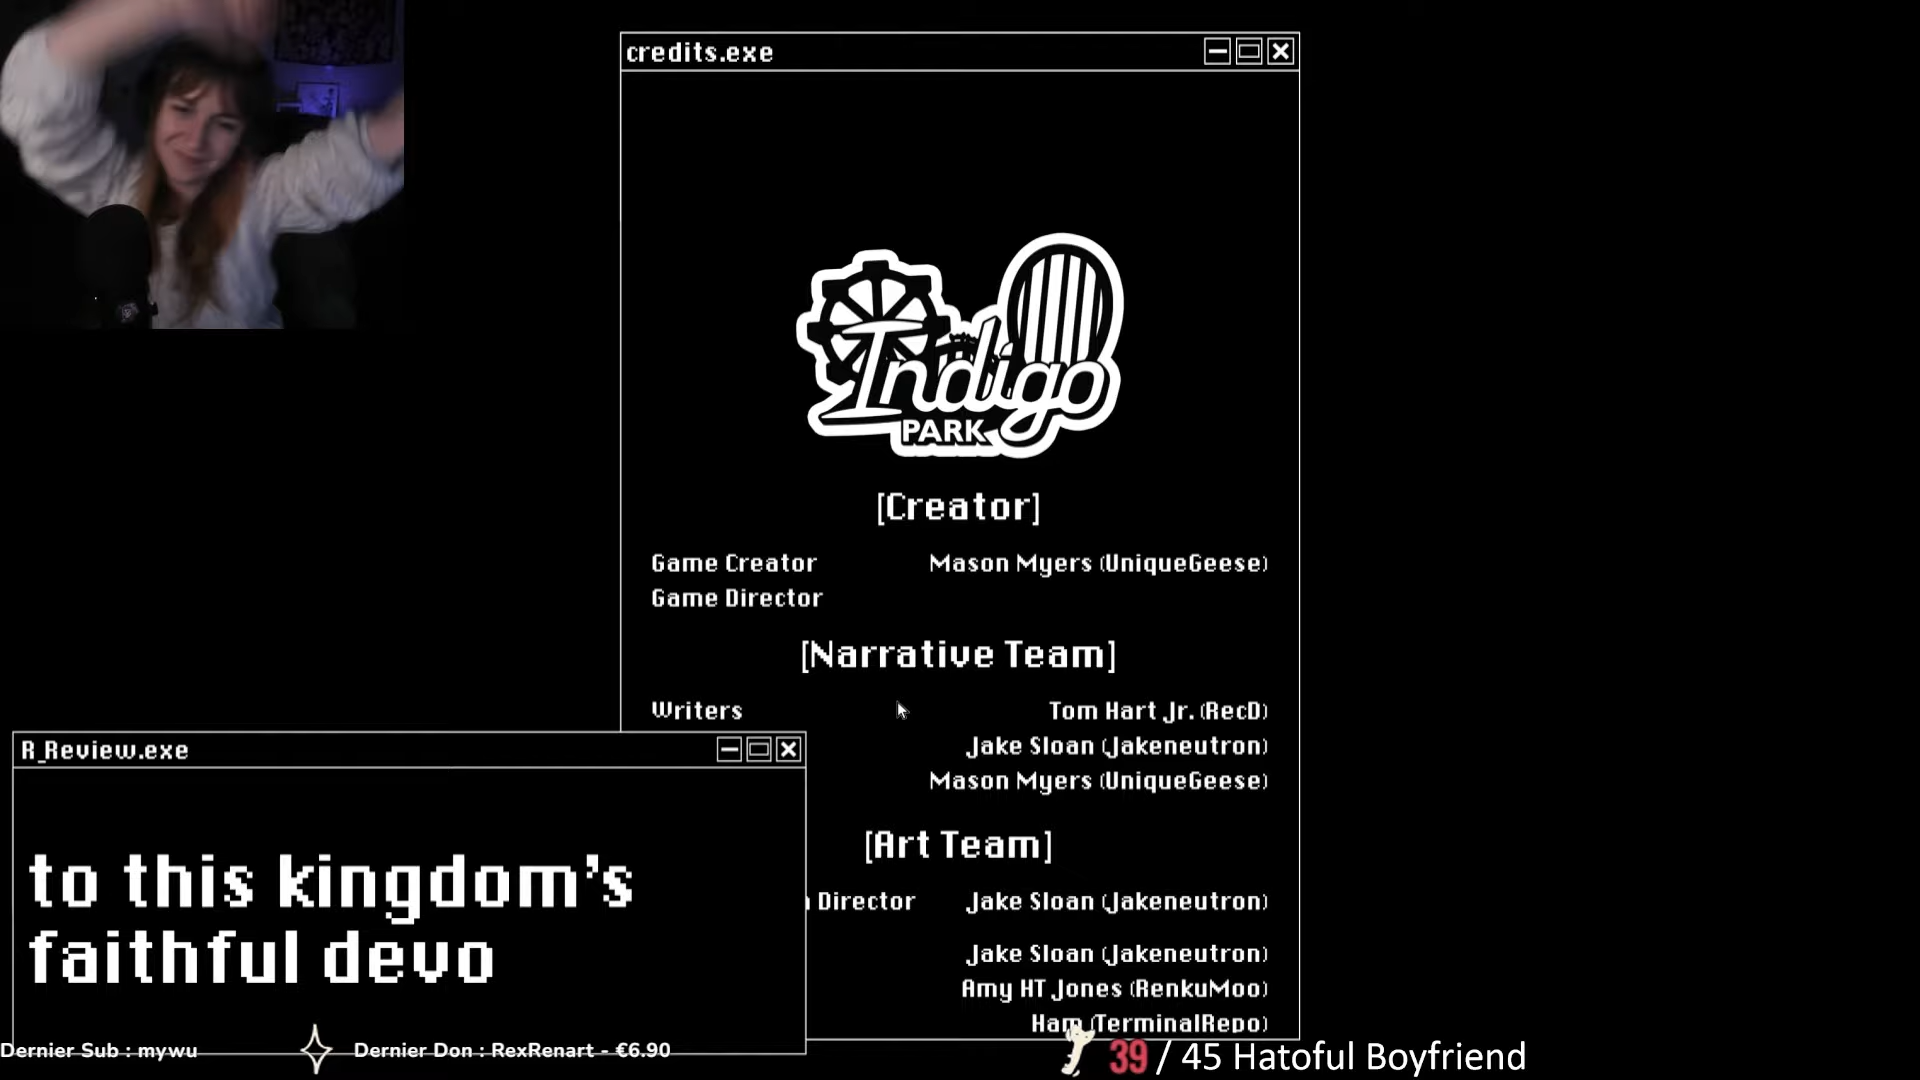 credits.exe
Indigo
PARK
[Creator]
Game Creator Mason Myers (UniqueGeese)
Game Director
[Narrative Team]
Writers Tom Hart Jr. (RecD)
Jake Sloan (Jakeneutron)
Mason Myers (UniqueGeese)
[Art Team]
Director Jake Sloan (Jakeneutron)
Jake Sloan (Jakeneutron)
Amy HT Jones (RenkuMoo)
Ham (TerminalRepo)
R_Review.exe
to this kingdom's
faithful devo
Dernier Sub : mywu
Dernier Don : RexRenart - €6.90
39 / 45 Hatoful Boyfriend